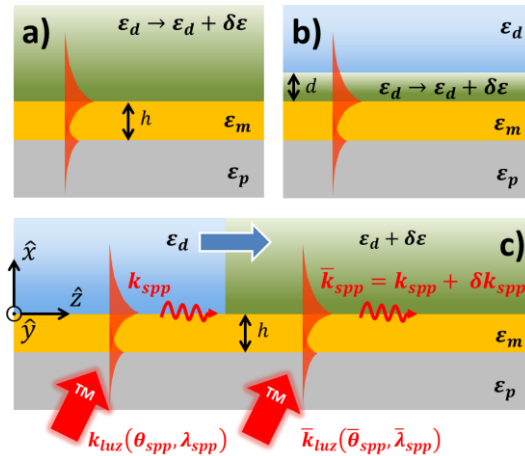 a)
εd → εd + δε
h
εm
εp
b)
εd
d
εd → εd + δε
εm
εp
c)
εd
εd + δε
x̂
ŷ
ẑ
kspp
k̄spp = kspp + δkspp
h
εm
εp
TM
TM
kluz(θspp, λspp)
k̄luz(θ̄spp, λ̄spp)